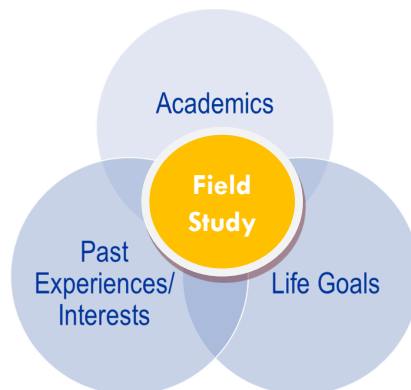 Academics
Field
Study
Past
Experiences/
Interests
Life Goals